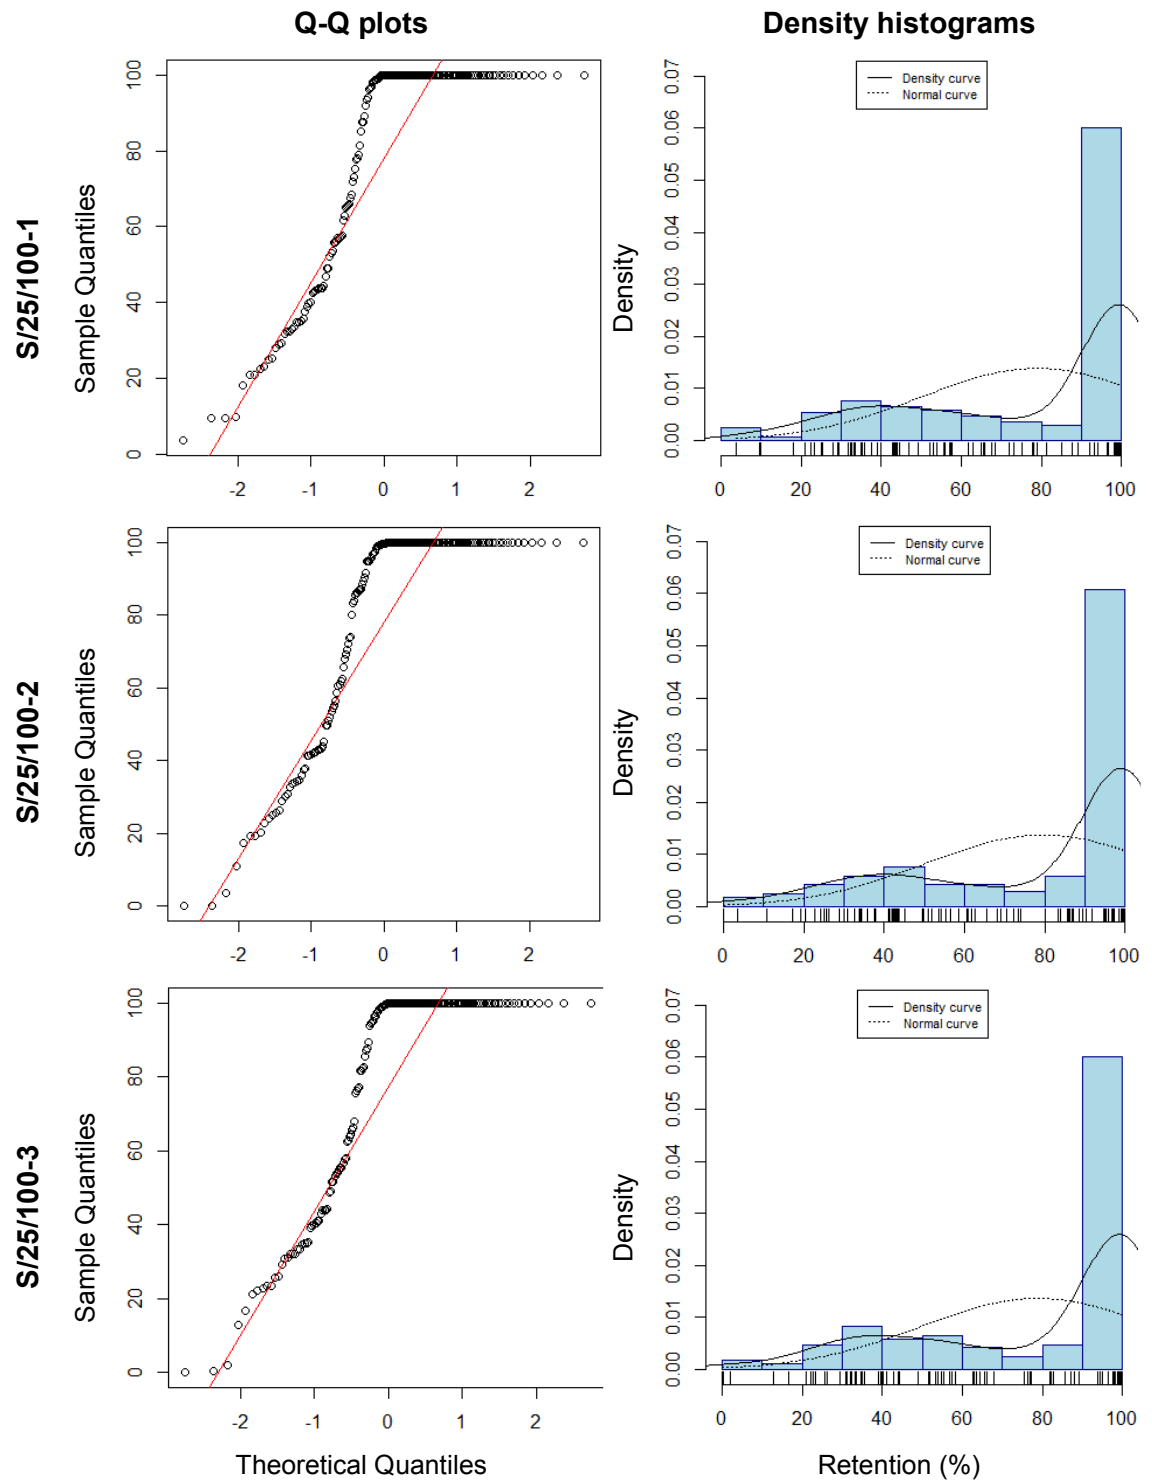 Q-Q plots
Density histograms
S/25/100-1
Sample Quantiles
0 20 40 60 80 100
-2 -1 0 1 2
Density
0.00 0.01 0.02 0.03 0.04 0.05 0.06 0.07
Density curve
Normal curve
0 20 40 60 80 100
S/25/100-2
Sample Quantiles
0 20 40 60 80 100
-2 -1 0 1 2
Density
0.00 0.01 0.02 0.03 0.04 0.05 0.06 0.07
Density curve
Normal curve
0 20 40 60 80 100
S/25/100-3
Sample Quantiles
0 20 40 60 80 100
-2 -1 0 1 2
Theoretical Quantiles
Density
0.00 0.01 0.02 0.03 0.04 0.05 0.06 0.07
Density curve
Normal curve
0 20 40 60 80 100
Retention (%)